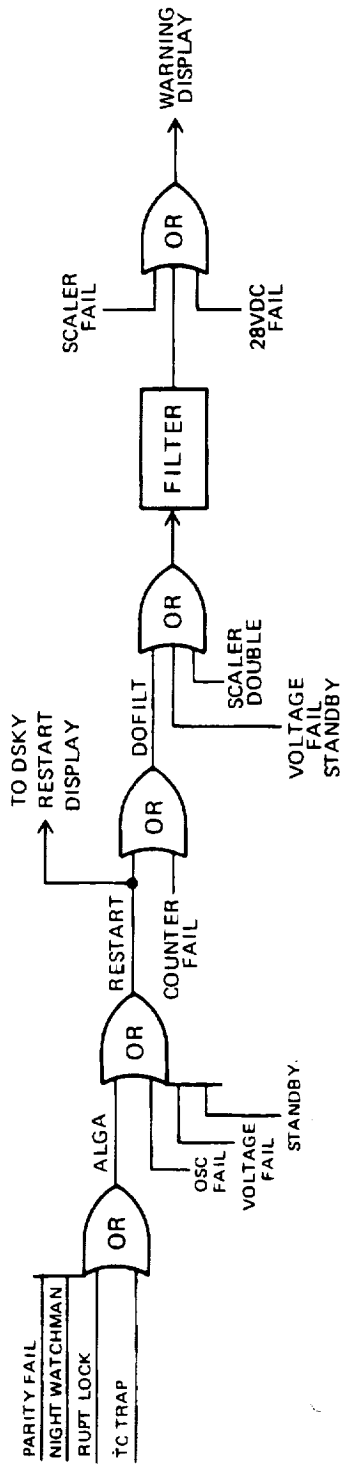 PARITY FAIL
NIGHT WATCHMAN
RUPT LOCK
TC TRAP
OR
ALGA
OSC
FAIL
VOLTAGE
FAIL
STANDBY
OR
RESTART
TO DSKY
RESTART
DISPLAY
COUNTER
FAIL
OR
DOFILT
VOLTAGE
FAIL
STANDBY
SCALER
DOUBLE
OR
FILTER
SCALER
FAIL
28VDC
FAIL
OR
WARNING
DISPLAY